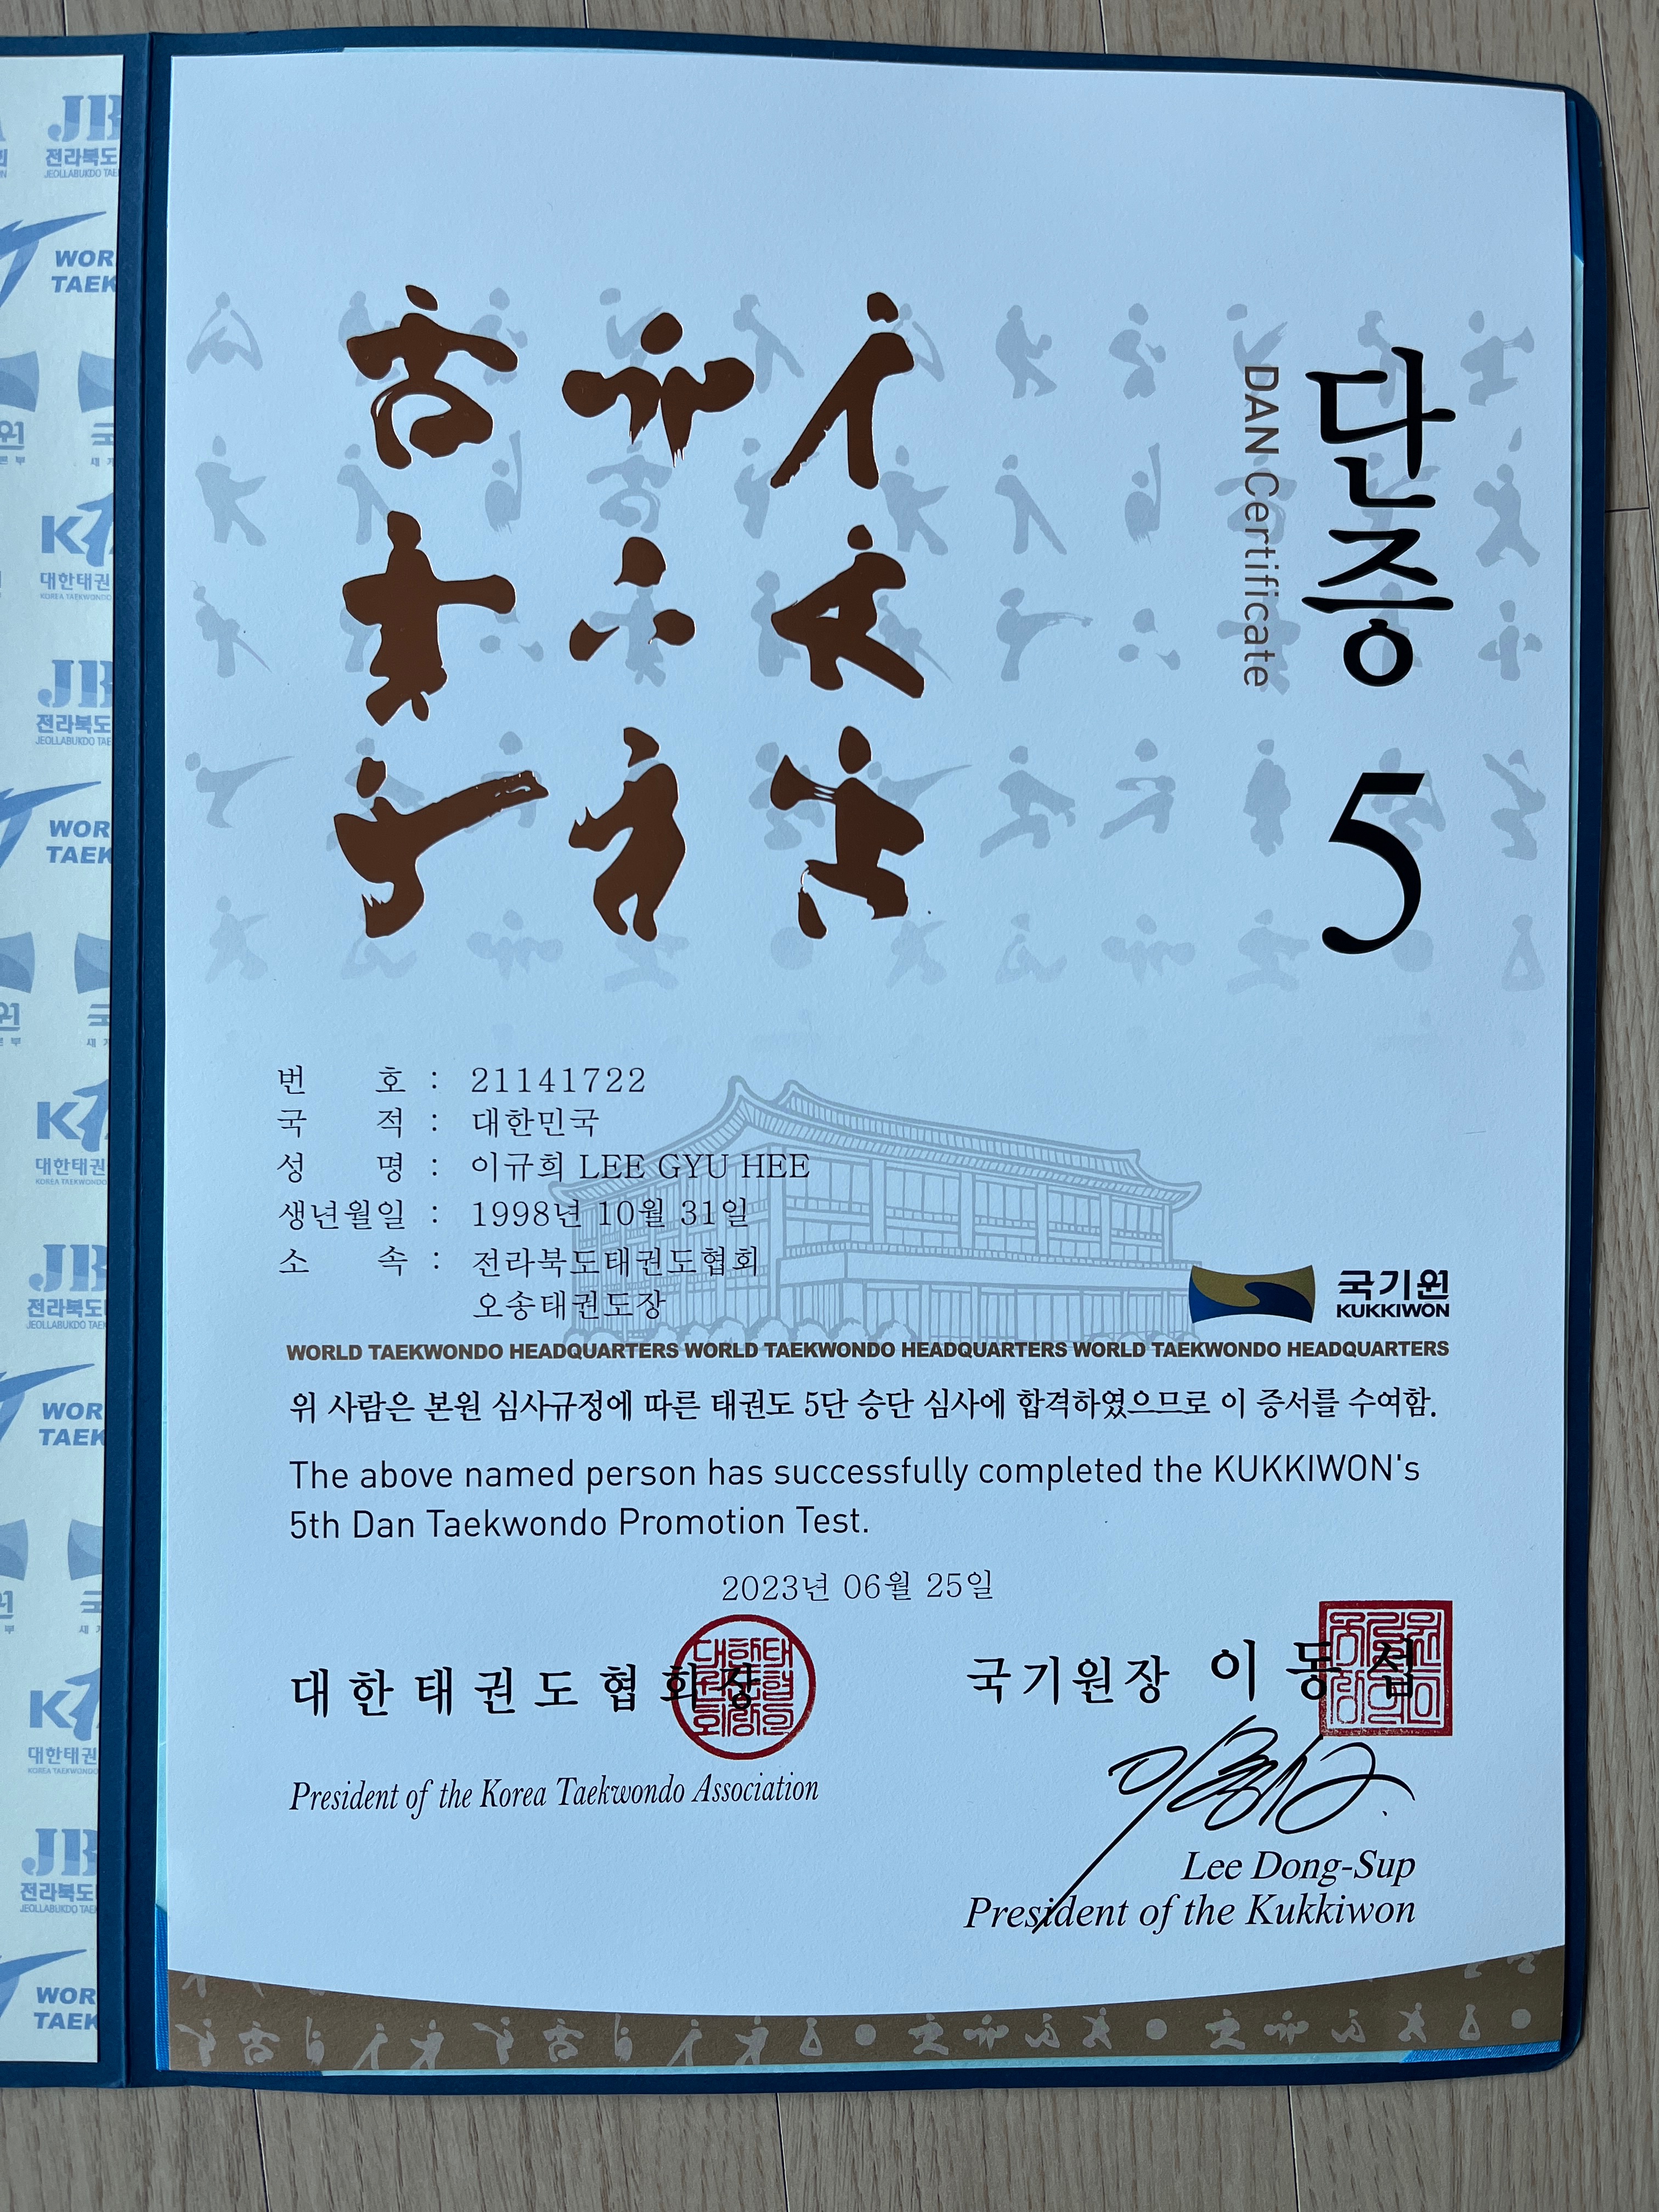 단증 5
DAN Certificate
번 호 : 21141722
국 적 : 대한민국
성 명 : 이규희 LEE GYU HEE
생년월일 : 1998년 10월 31일
소 속 : 전라북도태권도협회
오송태권도장
국기원
KUKKIWON
WORLD TAEKWONDO HEADQUARTERS WORLD TAEKWONDO HEADQUARTERS WORLD TAEKWONDO HEADQUARTERS
위 사람은 본원 심사규정에 따른 태권도 5단 승단 심사에 합격하였으므로 이 증서를 수여함.
The above named person has successfully completed the KUKKIWON's
5th Dan Taekwondo Promotion Test.
2023년 06월 25일
대한태권도협회장
국기원장 이동섭
President of the Korea Taekwondo Association
Lee Dong-Sup
President of the Kukkiwon